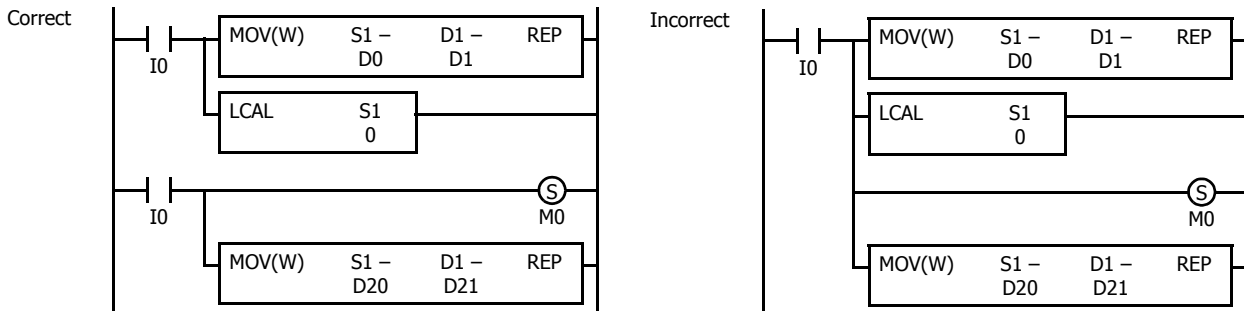 Correct
MOV(W) S1 – D1 – REP
D0 D1
I0
LCAL S1
0
S
I0 M0
MOV(W) S1 – D1 – REP
D20 D21
Incorrect
MOV(W) S1 – D1 – REP
D0 D1
I0
LCAL S1
0
S
M0
MOV(W) S1 – D1 – REP
D20 D21